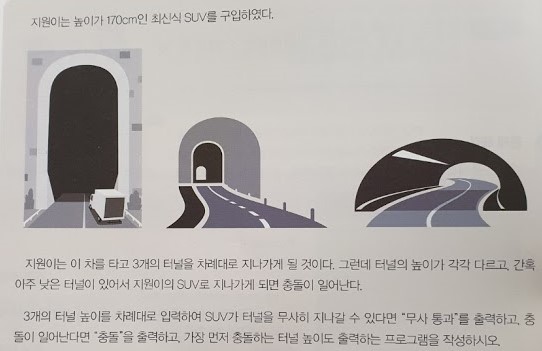 지원이는 높이가 170cm인 최신식 SUV를 구입하였다.
지원이는 이 차를 타고 3개의 터널을 차례대로 지나가게 될 것이다. 그런데 터널의 높이가 각각 다르고, 간혹
아주 낮은 터널이 있어서 지원이의 SUV로 지나가게 되면 충돌이 일어난다.
3개의 터널 높이를 차례대로 입력하여 SUV가 터널을 무사히 지나갈 수 있다면 "무사 통과"를 출력하고, 충
돌이 일어난다면 "충돌"을 출력하고, 가장 먼저 충돌하는 터널 높이도 출력하는 프로그램을 작성하시오.